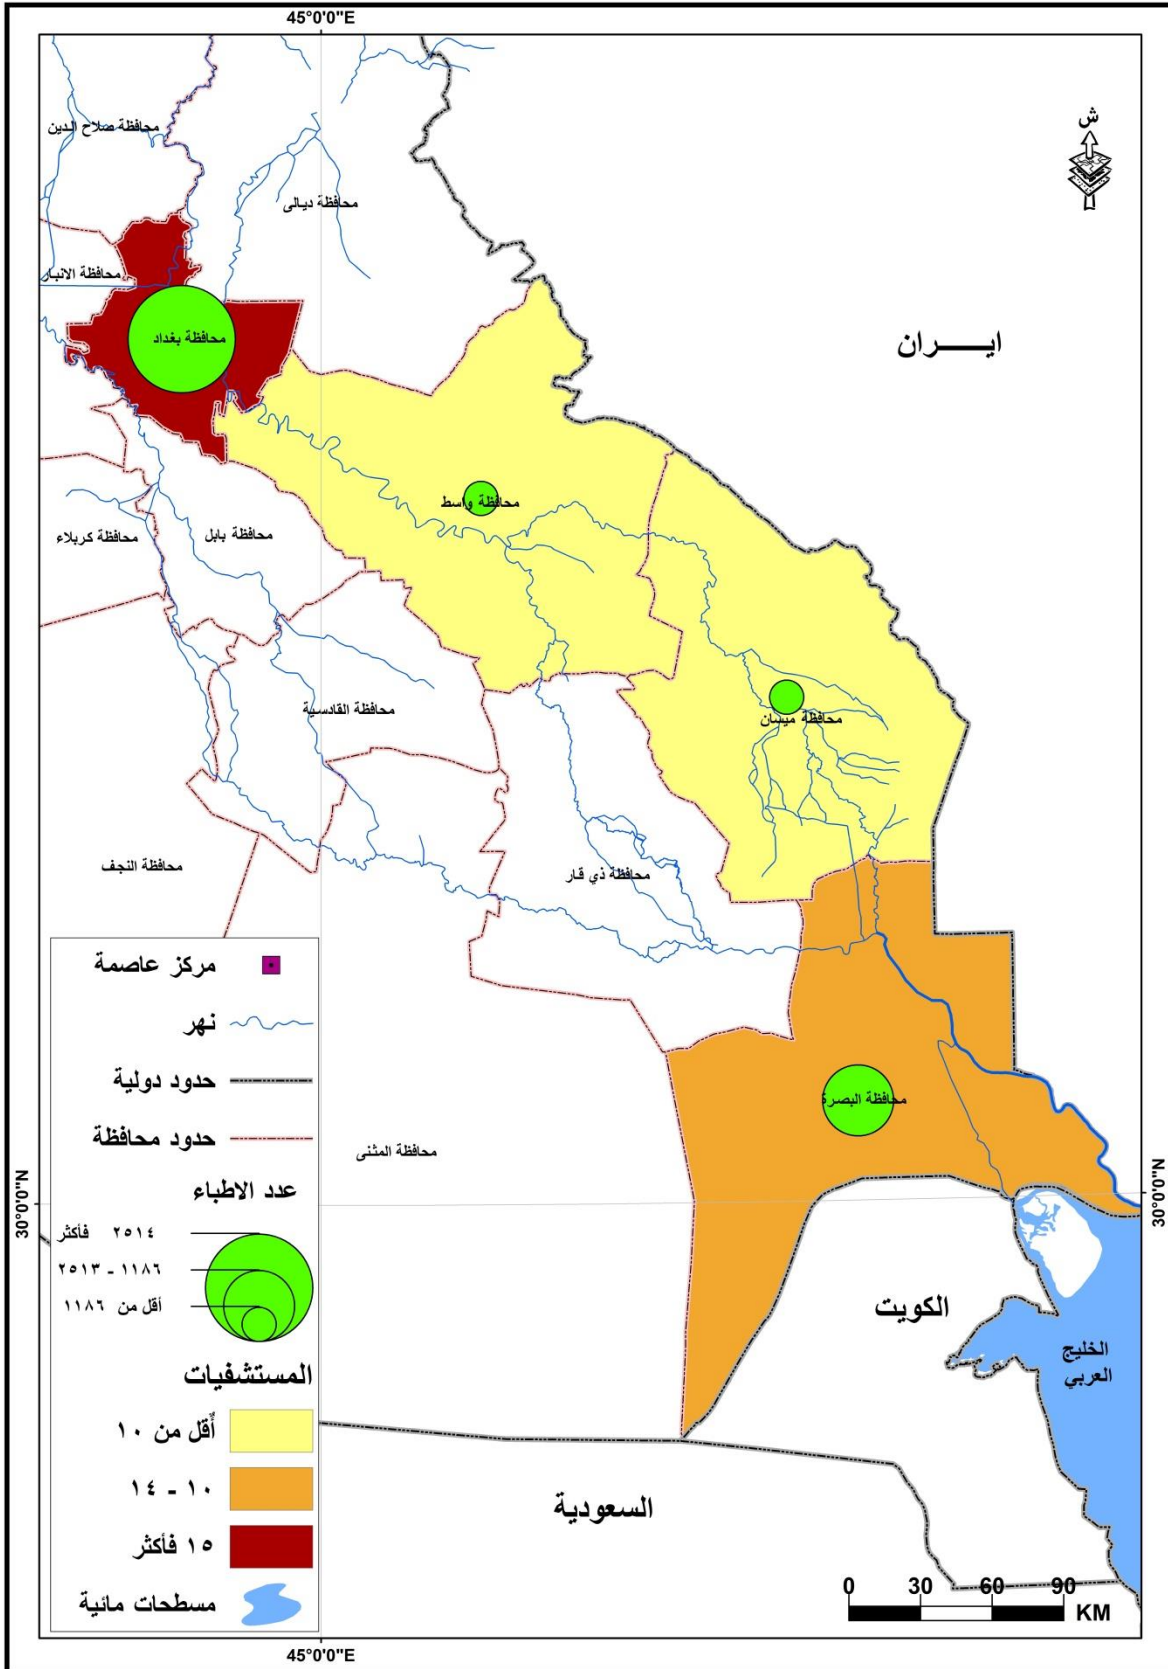 45°0'0"E
ش
محافظة صلاح الدين
محافظة ديالى
محافظة الانبار
محافظة بغداد
ايـــــران
محافظة واسط
محافظة بابل
محافظة كربلاء
محافظة القادسية
محافظة ميسان
محافظة النجف
محافظة ذي قار
محافظة المثنى
محافظة البصرة
30°0'0"N
30°0'0"N
الكويت
الخليج
العربي
السعودية
مركز عاصمة
نهر
حدود دولية
حدود محافظة
عدد الاطباء
٢٥١٤ فأكثر
١١٨٦ - ٢٥١٣
أقل من ١١٨٦
المستشفيات
أقل من ١٠
١٠ - ١٤
١٥ فأكثر
مسطحات مائية
0 30 60 90
KM
45°0'0"E